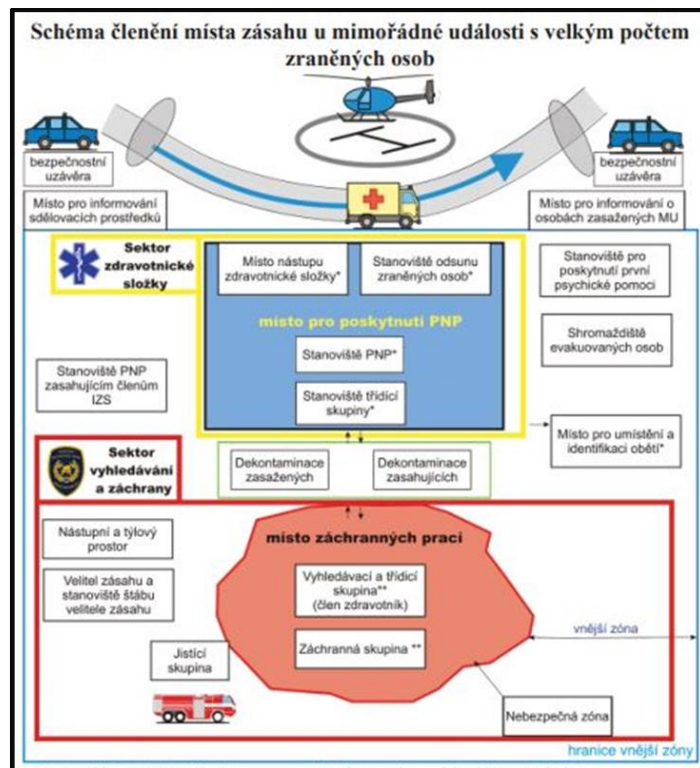 Schéma členění místa zásahu u mimořádné události s velkým počtem
zraněných osob
bezpečnostní
uzávěra
bezpečnostní
uzávěra
Místo pro informování
sdělovacích prostředků
Místo pro informování o
osobách zasažených MU
Sektor
zdravotnické
složky
Místo nástupu
zdravotnické složky*
Stanoviště odsunu
zraněných osob*
Stanoviště pro
poskytnutí první
psychické pomoci
místo pro poskytnutí PNP
Shromaždiště
evakuovaných osob
Stanoviště PNP*
Stanoviště PNP
zasahujícím členům
IZS
Stanoviště třídící
skupiny*
Místo pro umístění a
identifikaci obětí*
Sektor
vyhledávání
a záchrany
Dekontaminace
zasažených
Dekontaminace
zasahujících
Nástupní a týlový
prostor
místo záchranných prací
Velitel zásahu a
stanoviště štábu
velitele zásahu
Vyhledávací a třídící
skupina**
(člen zdravotník)
vnější zóna
Záchranná skupina **
Jistící
skupina
Nebezpečná zóna
hranice vnější zóny